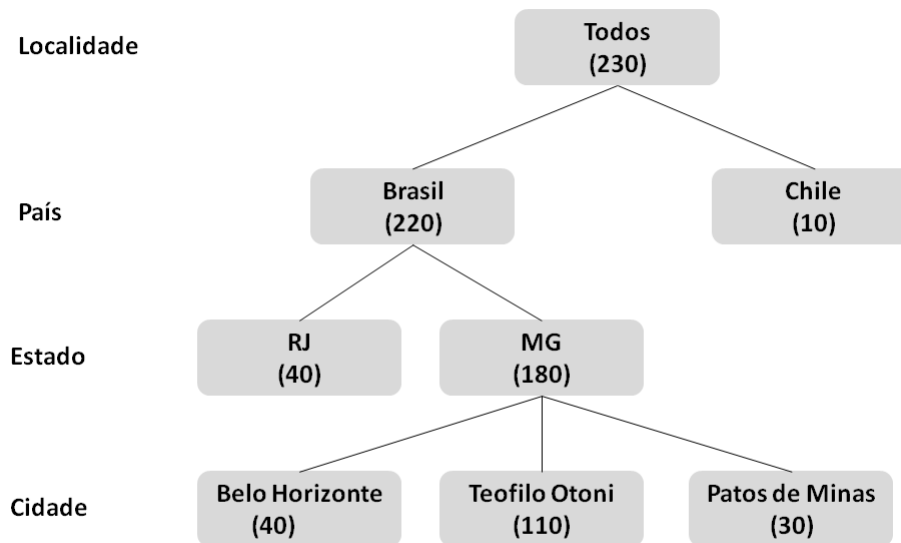 Localidade
Todos
(230)
País
Brasil
(220)
Chile
(10)
Estado
RJ
(40)
MG
(180)
Cidade
Belo Horizonte
(40)
Teofilo Otoni
(110)
Patos de Minas
(30)